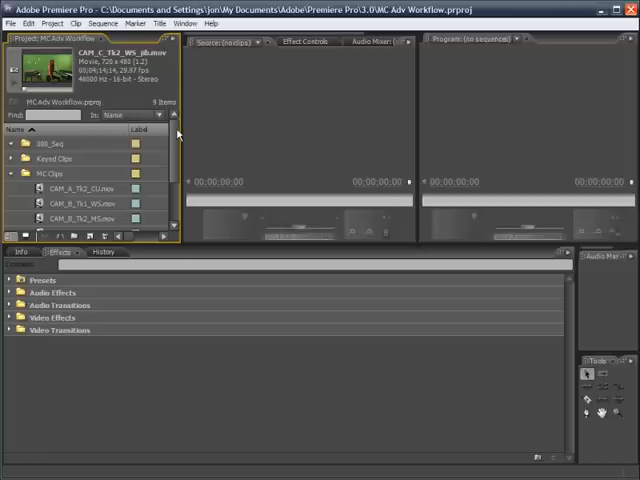 Adobe Premiere Pro - C:\Documents and Settings\jon\My Documents\Adobe\Premiere Pro\3.0\MC Adv Workflow.prproj
File Edit Project Clip Sequence Marker Title Window Help
Project: MC Adv Workflow
CAM_C_Tk2_WS_jib.mov
Movie, 720 x 480 (1.2)
00;04;14;14, 29.97 fps
48000 Hz - 16-bit - Stereo
MC Adv Workflow.prproj 9 Items
Find: In: Name
Name Label
300_Seq
Keyed Clips
MC Clips
CAM_A_Tk2_CU.mov
CAM_B_Tk1_WS.mov
CAM_B_Tk2_MS.mov
Source: (no clips) Effect Controls Audio Mixer:
00;00;00;00 00;00;00;00
Program: (no sequences)
00;00;00;00 00;00;00;00
Info Effects History
Contains:
Presets
Audio Effects
Audio Transitions
Video Effects
Video Transitions
Audio Mar
Tools